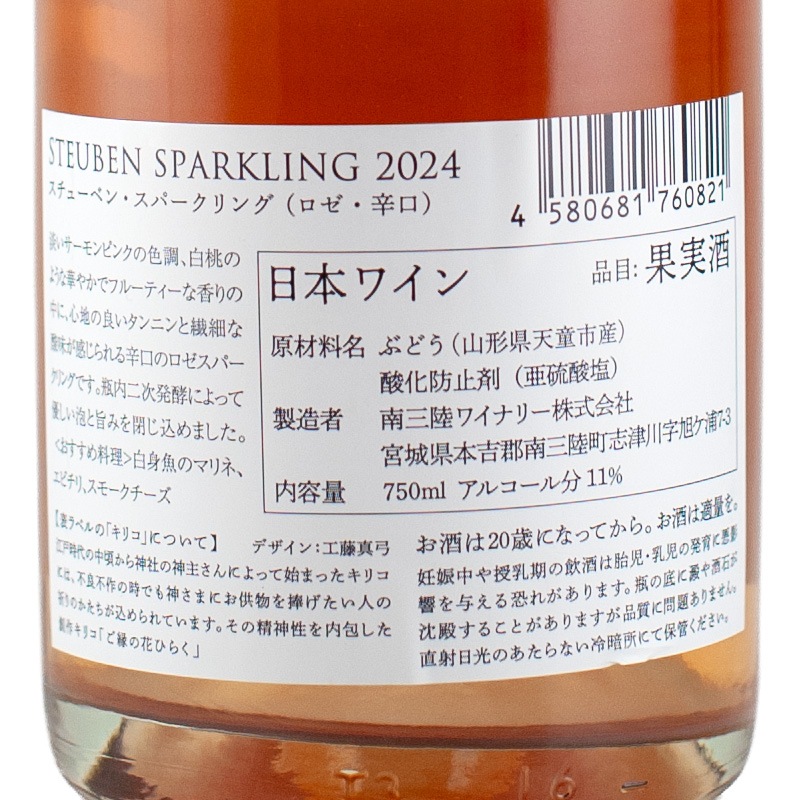 STEUBEN SPARKLING 2024
スチューベン・スパークリング（ロゼ・辛口）
4 580681 760821
淡いサーモンピンクの色調、白桃の
ような華やかでフルーティーな香りの
中に、心地の良いタンニンと繊細な
酸味が感じられる辛口のロゼスパー
クリングです。瓶内二次発酵によって
優しい泡と旨みを閉じ込めました。
<おすすめ料理>白身魚のマリネ、
エビチリ、スモークチーズ
日本ワイン 品目: 果実酒
原材料名 ぶどう（山形県天童市産）
酸化防止剤（亜硫酸塩）
製造者 南三陸ワイナリー株式会社
宮城県本吉郡南三陸町志津川字旭ケ浦7-3
内容量 750ml アルコール分 11%
【裏ラベルの「キリコ」について】 デザイン:工藤真弓
江戸時代の中頃から神社の神主さんによって始まったキリコ
には、不良不作の時でも神さまにお供物を捧げたい人の
祈りのかたちが込められています。その精神性を内包した
創作キリコ「ご縁の花ひらく」
お酒は20歳になってから。お酒は適量を。
妊娠中や授乳期の飲酒は胎児・乳児の発育に悪影
響を与える恐れがあります。瓶の底に澱や酒石が
沈殿することがありますが品質に問題ありません。
直射日光のあたらない冷暗所にて保管ください。
13 16 -